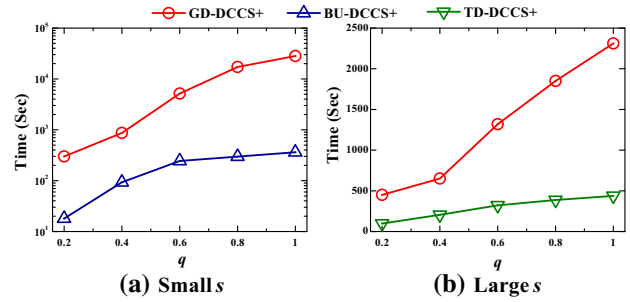 GD-DCCS+ BU-DCCS+ TD-DCCS+
10^5
10^4
10^3
10^2
10^1
Time (Sec)
0.2 0.4 0.6 0.8 1
q
(a) Small s
2500
2000
1500
1000
500
0
Time (Sec)
0.2 0.4 0.6 0.8 1
q
(b) Large s